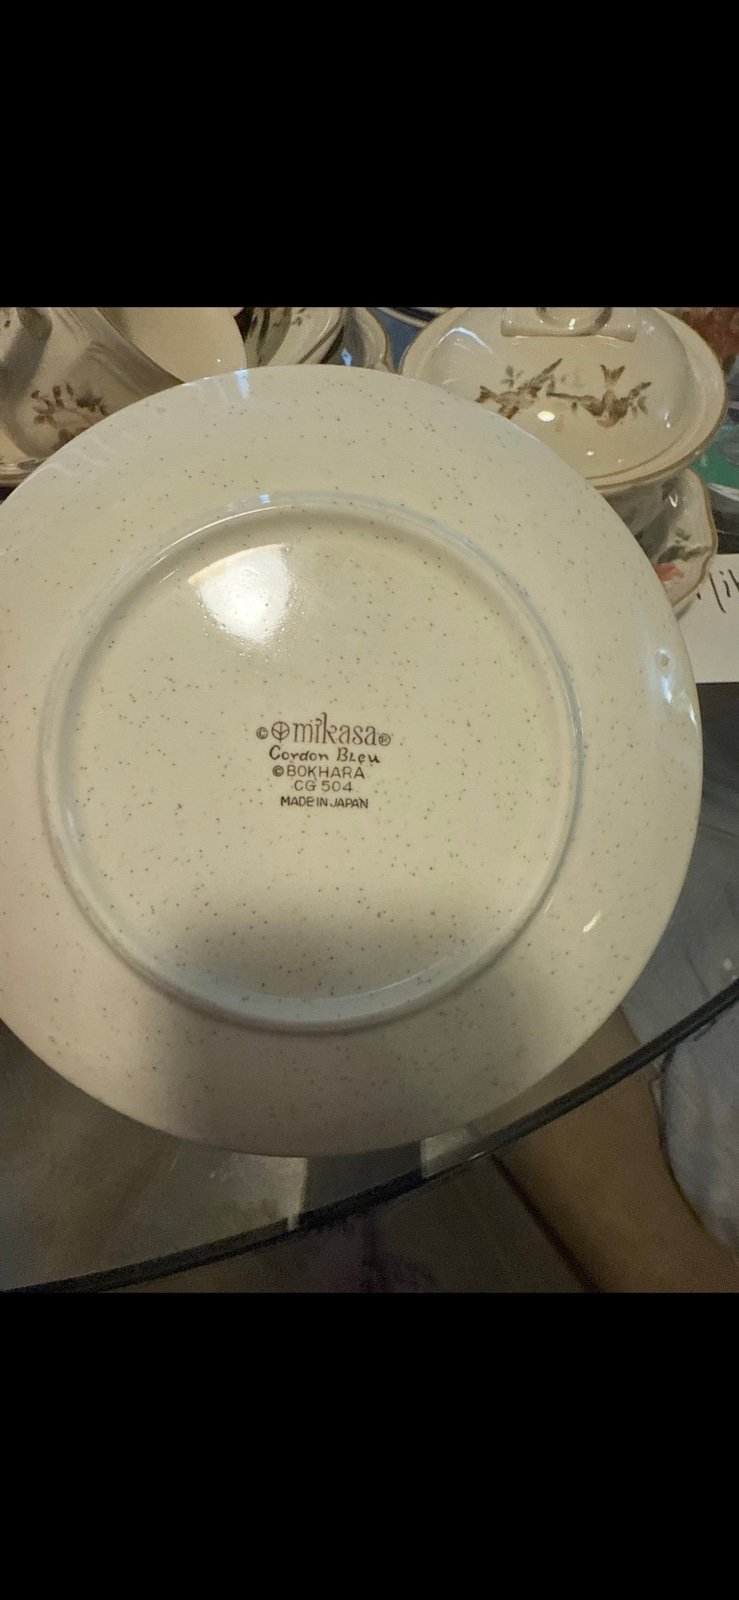 © mikasa®
Cordon Bleu
© BOKHARA
CG 504
MADE IN JAPAN